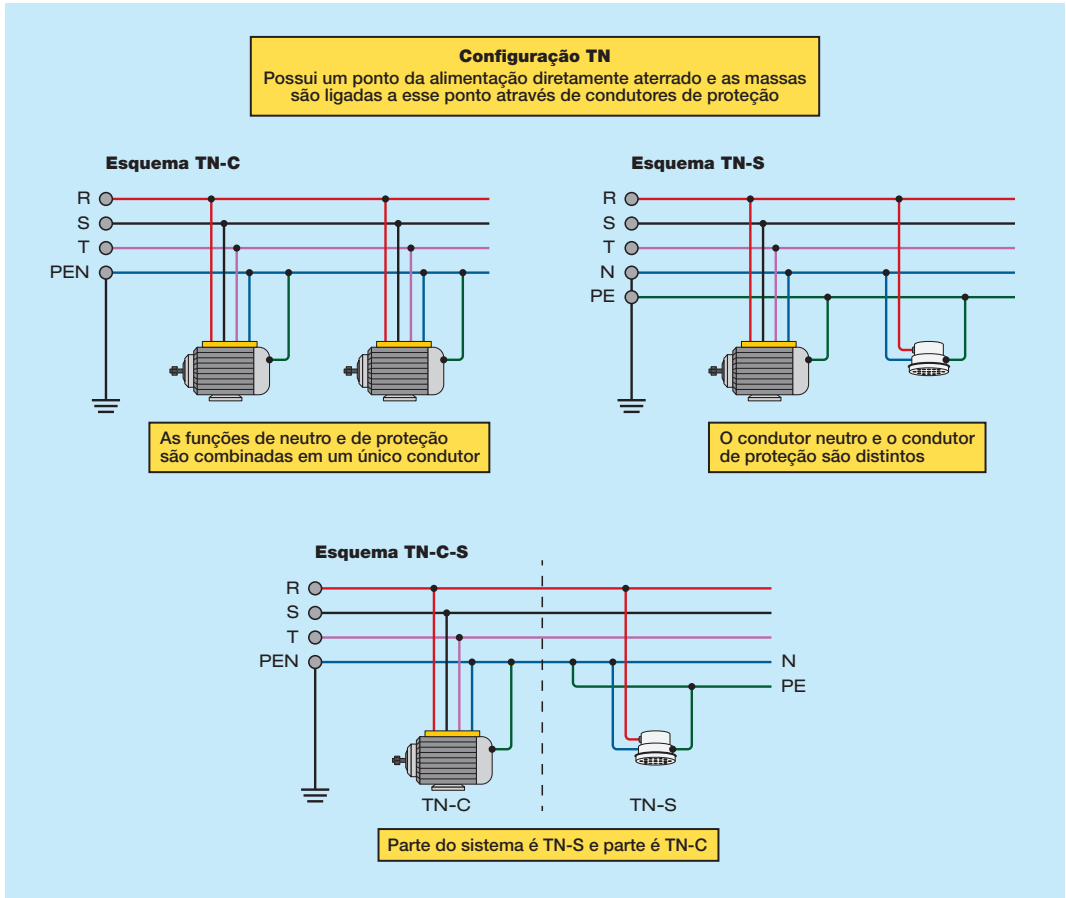 Configuração TN
Possui um ponto da alimentação diretamente aterrado e as massas
são ligadas a esse ponto através de condutores de proteção
Esquema TN-C
R
S
T
PEN
As funções de neutro e de proteção
são combinadas em um único condutor
Esquema TN-S
R
S
T
N
PE
O condutor neutro e o condutor
de proteção são distintos
Esquema TN-C-S
R
S
T
PEN
N
PE
TN-C
TN-S
Parte do sistema é TN-S e parte é TN-C